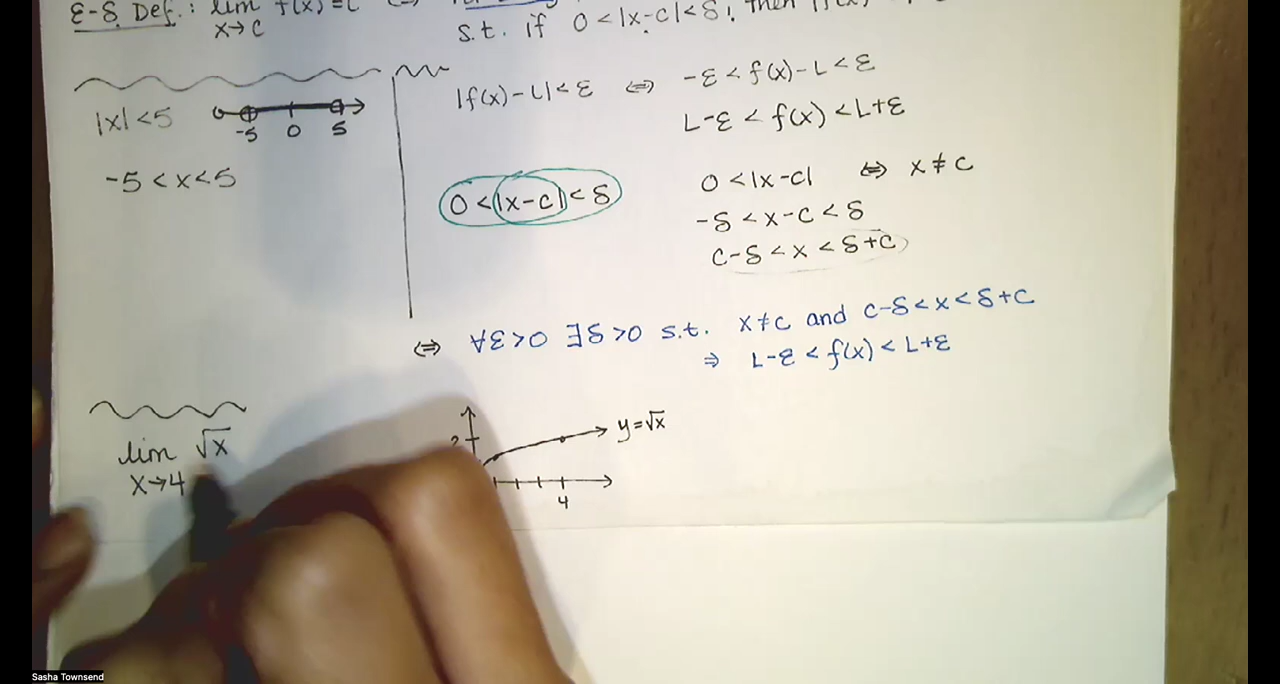 ε-δ Def.: lim f(x)=L ⇔
x→c
s.t. if 0<|x-c|<δ, then
|x|<5
-5 0 5
-5<x<5
|f(x)-L|<ε ⇔ -ε<f(x)-L<ε
L-ε<f(x)<L+ε
0<|x-c|<δ
0<|x-c| ⇔ x≠c
-δ<x-c<δ
c-δ<x<δ+c
⇔ ∀ε>0 ∃δ>0 s.t. x≠c and c-δ<x<δ+c
⇒ L-ε<f(x)<L+ε
lim √x
x→4
2
y=√x
4
Sasha Townsend